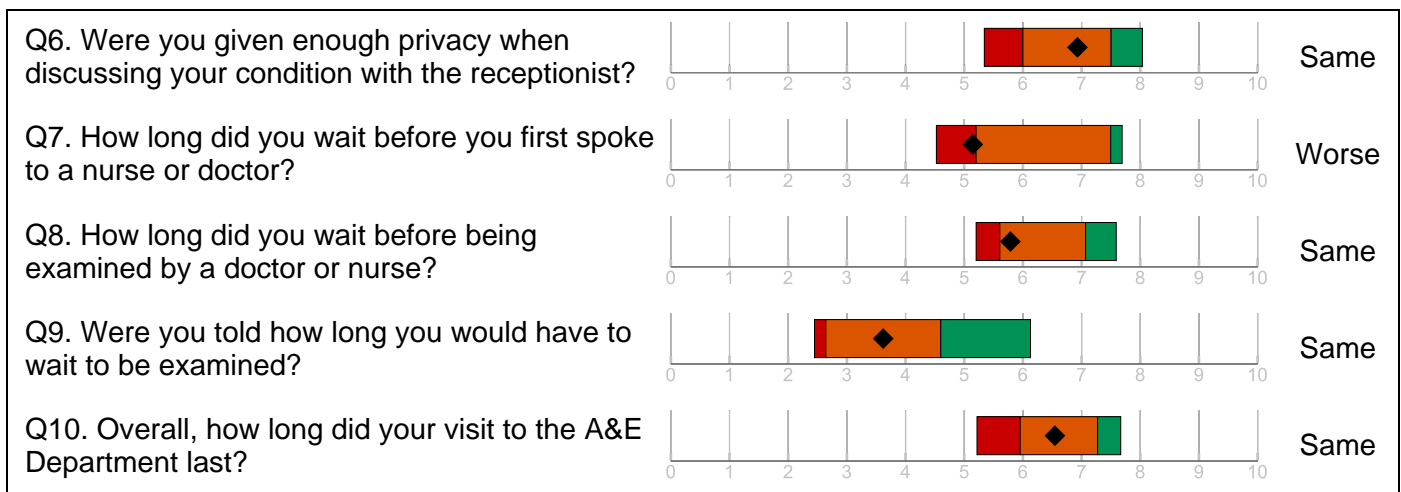 Q6. Were you given enough privacy when
discussing your condition with the receptionist?
0 1 2 3 4 5 6 7 8 9 10
Same
Q7. How long did you wait before you first spoke
to a nurse or doctor?
0 1 2 3 4 5 6 7 8 9 10
Worse
Q8. How long did you wait before being
examined by a doctor or nurse?
0 1 2 3 4 5 6 7 8 9 10
Same
Q9. Were you told how long you would have to
wait to be examined?
0 1 2 3 4 5 6 7 8 9 10
Same
Q10. Overall, how long did your visit to the A&E
Department last?
0 1 2 3 4 5 6 7 8 9 10
Same